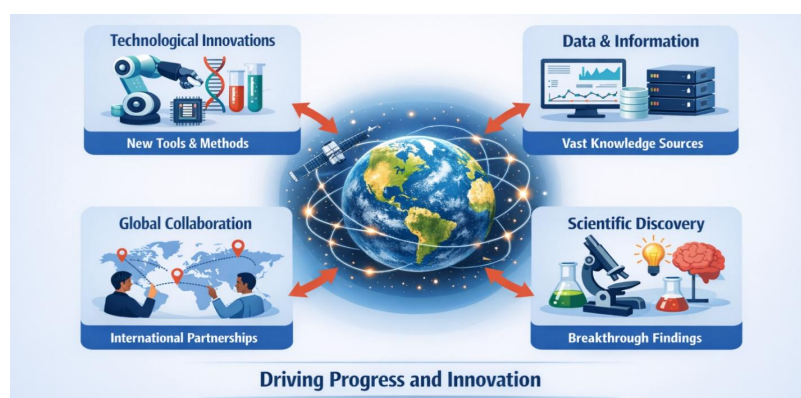 Technological Innovations
New Tools & Methods
Data & Information
Vast Knowledge Sources
Global Collaboration
International Partnerships
Scientific Discovery
Breakthrough Findings
Driving Progress and Innovation